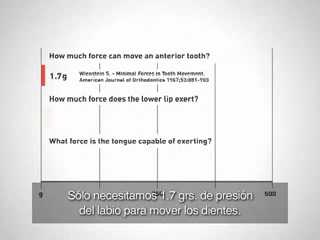 How much force can move an anterior tooth?
1.7g
Wienstein S. • Minimal Forces in Tooth Movement.
American Journal of Orthodontics 1967;53:881-903
How much force does the lower lip exert?
What force is the tongue capable of exerting?
g
500
Sólo necesitamos 1.7 grs. de presión
del labio para mover los dientes.